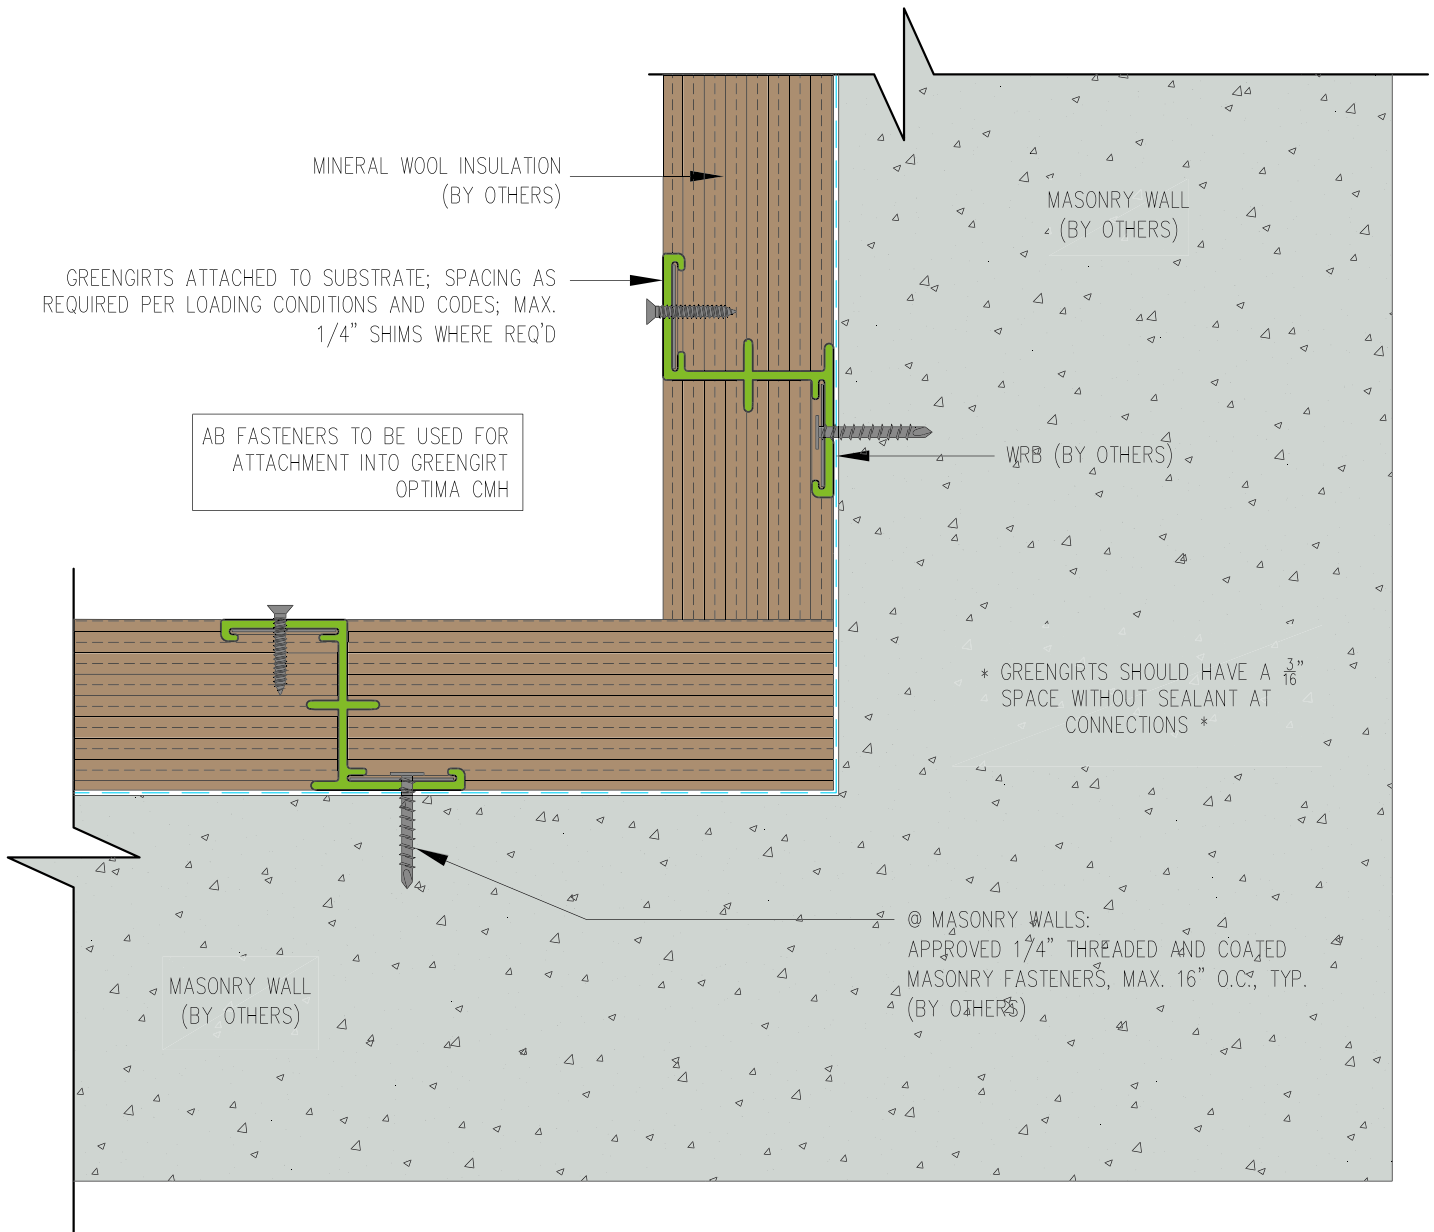 MINERAL WOOL INSULATION
(BY OTHERS)
MASONRY WALL
(BY OTHERS)
GREENGIRTS ATTACHED TO SUBSTRATE; SPACING AS
REQUIRED PER LOADING CONDITIONS AND CODES; MAX.
1/4" SHIMS WHERE REQ'D
AB FASTENERS TO BE USED FOR
ATTACHMENT INTO GREENGIRT
OPTIMA CMH
WRB (BY OTHERS)
* GREENGIRTS SHOULD HAVE A 3/16"
SPACE WITHOUT SEALANT AT
CONNECTIONS *
@ MASONRY WALLS:
APPROVED 1/4" THREADED AND COATED
MASONRY FASTENERS, MAX. 16" O.C., TYP.
(BY OTHERS)
MASONRY WALL
(BY OTHERS)